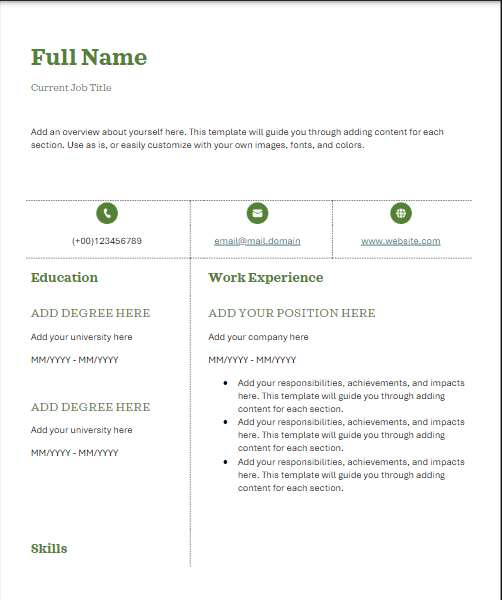 Full Name
Current Job Title
Add an overview about yourself here. This template will guide you through adding content for each
section. Use as is, or easily customize with your own images, fonts, and colors.
(+00)123456789
email@mail.domain
www.website.com
Education
ADD DEGREE HERE
Add your university here
MM/YYYY - MM/YYYY
ADD DEGREE HERE
Add your university here
MM/YYYY - MM/YYYY
Skills
Work Experience
ADD YOUR POSITION HERE
Add your company here
MM/YYYY - MM/YYYY
Add your responsibilities, achievements, and impacts
here. This template will guide you through adding
content for each section.
Add your responsibilities, achievements, and impacts
here. This template will guide you through adding
content for each section.
Add your responsibilities, achievements, and impacts
here. This template will guide you through adding
content for each section.